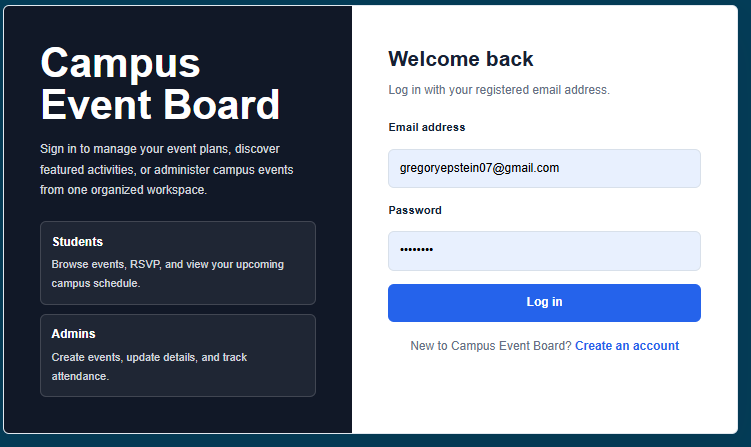 Campus
Event Board
Sign in to manage your event plans, discover
featured activities, or administer campus events
from one organized workspace.
Students
Browse events, RSVP, and view your upcoming
campus schedule.
Admins
Create events, update details, and track
attendance.
Welcome back
Log in with your registered email address.
Email address
gregoryepstein07@gmail.com
Password
••••••••
Log in
New to Campus Event Board? Create an account